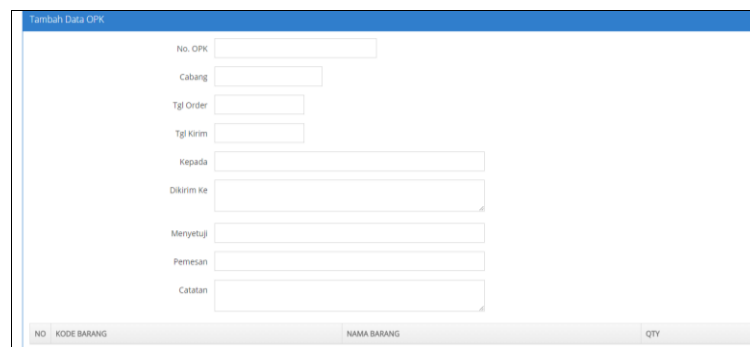 Tambah Data OPK
No. OPK
Cabang
Tgl Order
Tgl Kirim
Kepada
Dikirim Ke
Menyetuji
Pemesan
Catatan
NO KODE BARANG NAMA BARANG QTY